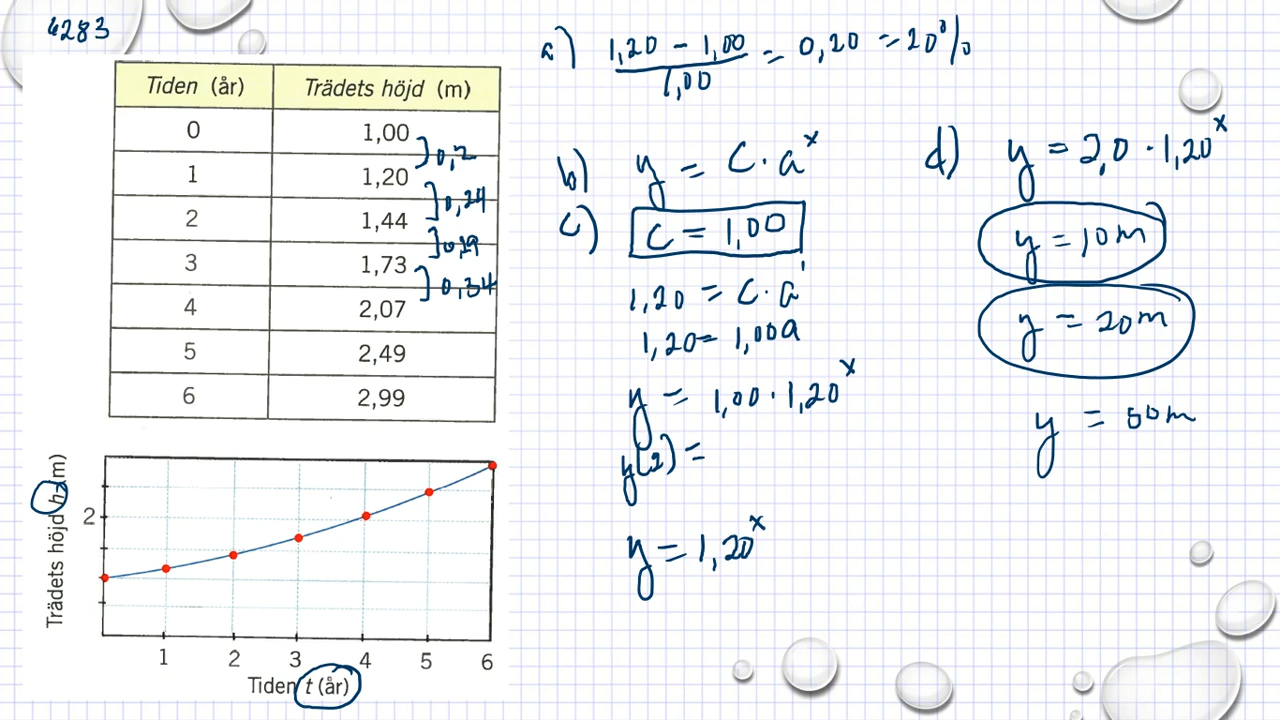 4283
Tiden (år) Trädets höjd (m)
0 1,00
1 1,20
2 1,44
3 1,73
4 2,07
5 2,49
6 2,99
]0,2
]0,24
]0,29
]0,34
Trädets höjd h (m)
2
1 2 3 4 5 6
Tiden t (år)
a) (1,20 - 1,00)/1,00 = 0,20 = 20%
b) y = C · a^x
c) C = 1,00
1,20 = C · a^1
1,20 = 1,00a
y = 1,00 · 1,20^x
y(2) =
y = 1,20^x
d) y = 2,0 · 1,20^x
y = 10m
y = 20m
y = 00m